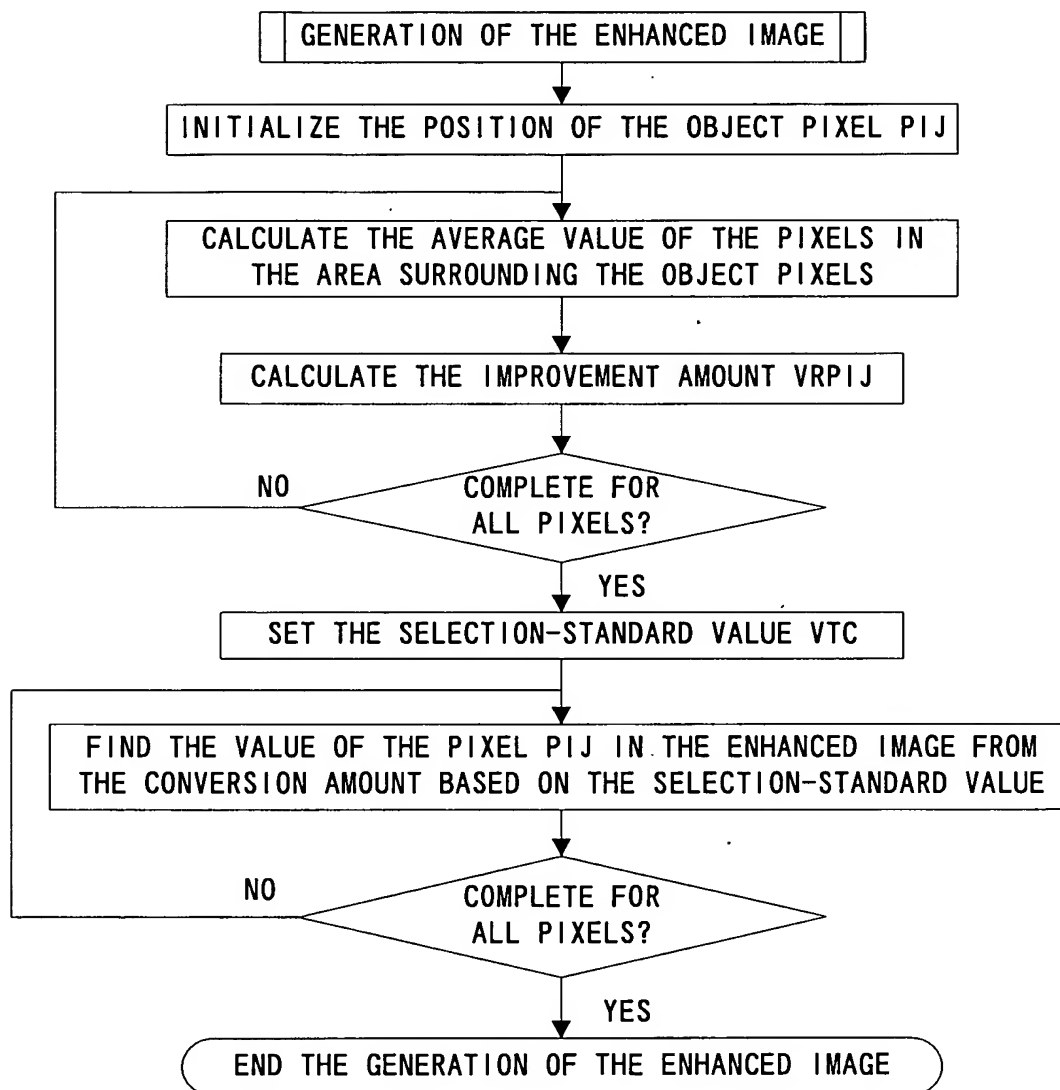 GENERATION OF THE ENHANCED IMAGE
INITIALIZE THE POSITION OF THE OBJECT PIXEL PIJ
CALCULATE THE AVERAGE VALUE OF THE PIXELS IN
THE AREA SURROUNDING THE OBJECT PIXELS
CALCULATE THE IMPROVEMENT AMOUNT VRPIJ
NO
COMPLETE FOR
ALL PIXELS?
YES
SET THE SELECTION-STANDARD VALUE VTC
FIND THE VALUE OF THE PIXEL PIJ IN THE ENHANCED IMAGE FROM
THE CONVERSION AMOUNT BASED ON THE SELECTION-STANDARD VALUE
NO
COMPLETE FOR
ALL PIXELS?
YES
END THE GENERATION OF THE ENHANCED IMAGE